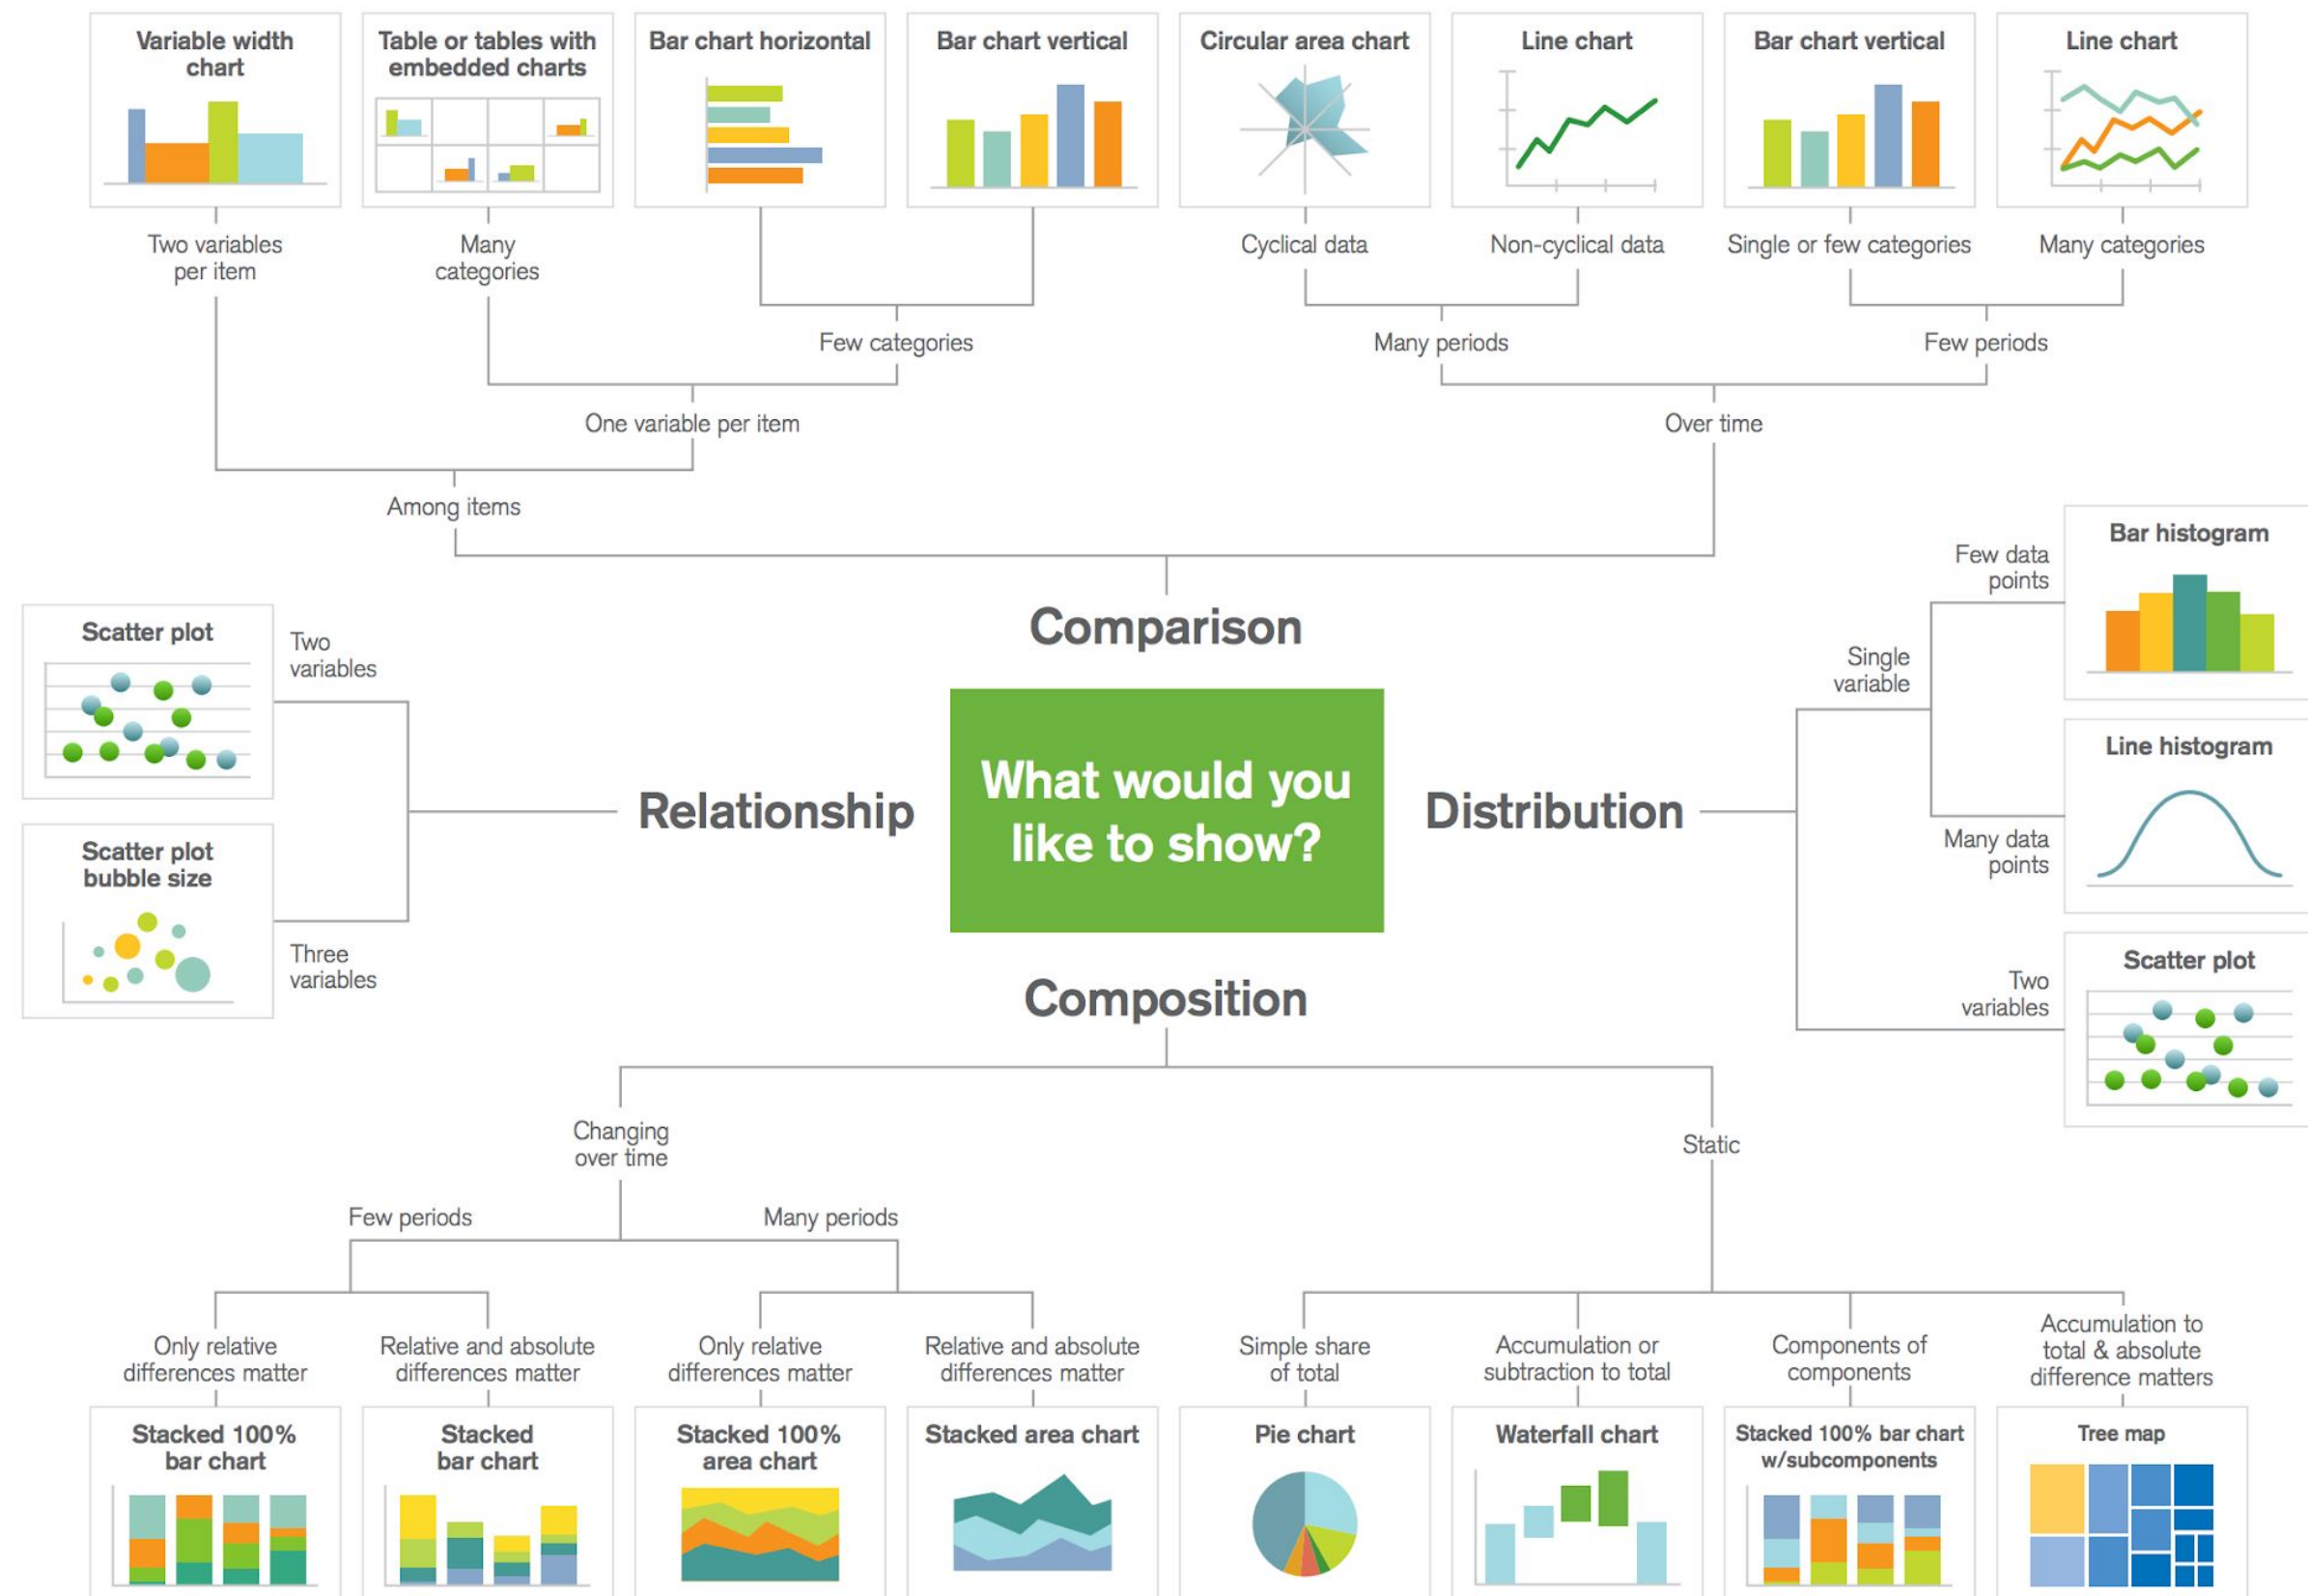 Variable width
chart
Table or tables with
embedded charts
Bar chart horizontal
Bar chart vertical
Circular area chart
Line chart
Bar chart vertical
Line chart
Two variables
per item
Many
categories
Cyclical data
Non-cyclical data
Single or few categories
Many categories
Few categories
Many periods
Few periods
One variable per item
Over time
Among items
Comparison
Scatter plot
Two
variables
Scatter plot
bubble size
Three
variables
Relationship
What would you
like to show?
Distribution
Single
variable
Few data
points
Bar histogram
Line histogram
Many data
points
Scatter plot
Two
variables
Composition
Changing
over time
Static
Few periods
Many periods
Only relative
differences matter
Relative and absolute
differences matter
Only relative
differences matter
Relative and absolute
differences matter
Simple share
of total
Accumulation or
subtraction to total
Components of
components
Accumulation to
total & absolute
difference matters
Stacked 100%
bar chart
Stacked
bar chart
Stacked 100%
area chart
Stacked area chart
Pie chart
Waterfall chart
Stacked 100% bar chart
w/subcomponents
Tree map